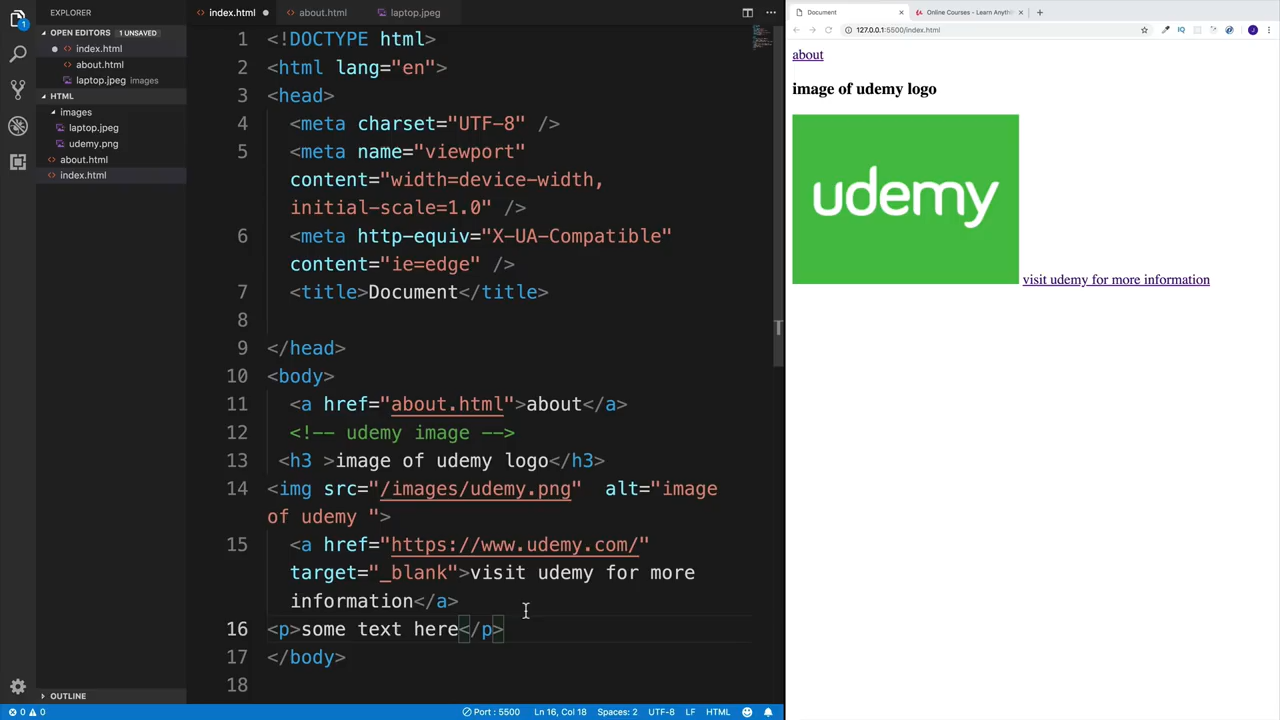 EXPLORER
OPEN EDITORS 1 UNSAVED
index.html
about.html
laptop.jpeg images
HTML
images
laptop.jpeg
udemy.png
about.html
index.html
OUTLINE
index.html
about.html
laptop.jpeg
1 <!DOCTYPE html>
2 <html lang="en">
3 <head>
4 <meta charset="UTF-8" />
5 <meta name="viewport"
content="width=device-width,
initial-scale=1.0" />
6 <meta http-equiv="X-UA-Compatible"
content="ie=edge" />
7 <title>Document</title>
8
9 </head>
10 <body>
11 <a href="about.html">about</a>
12 <!-- udemy image -->
13 <h3 >image of udemy logo</h3>
14 <img src="/images/udemy.png"  alt="image
of udemy ">
15 <a href="https://www.udemy.com/"
target="_blank">visit udemy for more
information</a>
16 <p>some text here</p>
17 </body>
18
0 0 Port : 5500 Ln 16, Col 18 Spaces: 2 UTF-8 LF HTML
Document
Online Courses - Learn Anyth
127.0.0.1:5500/index.html
IQ
J
about
image of udemy logo
udemy
visit udemy for more information